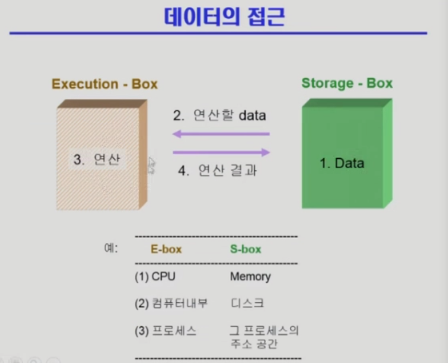 데이터의 접근
Execution - Box
Storage - Box
2. 연산할 data
3. 연산
1. Data
4. 연산 결과
예:
E-box
S-box
(1) CPU
Memory
(2) 컴퓨터내부
디스크
(3) 프로세스
그 프로세스의
주소 공간